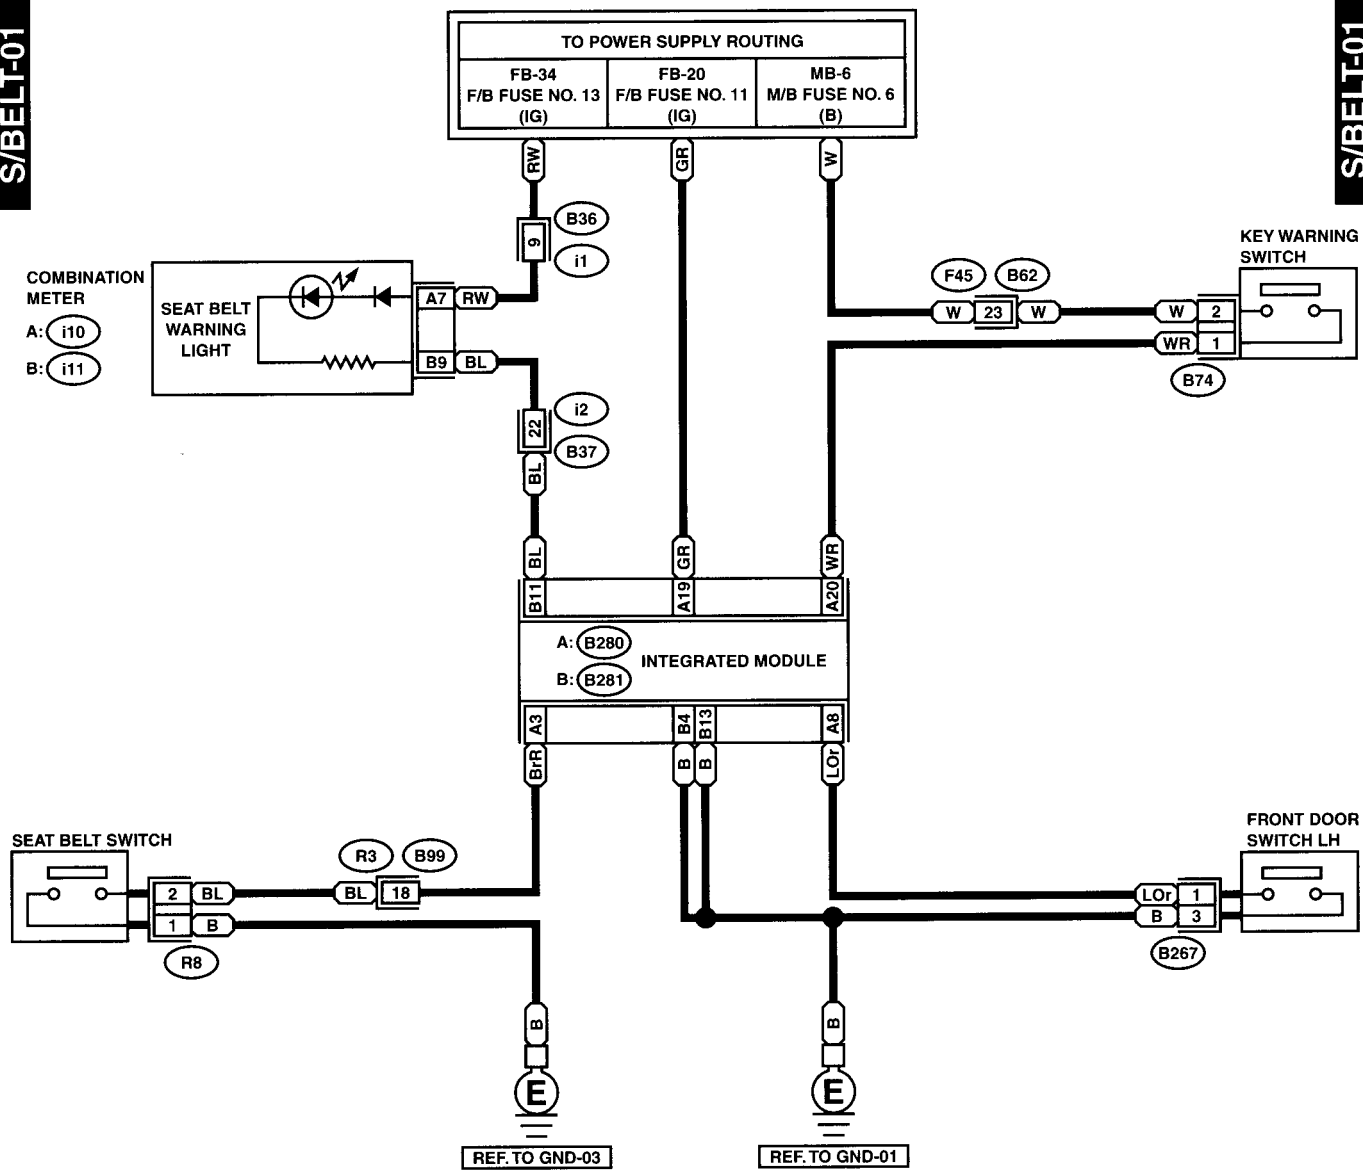 S/BELT-01
S/BELT-01
TO POWER SUPPLY ROUTING
FB-34
F/B FUSE NO. 13
(IG)
FB-20
F/B FUSE NO. 11
(IG)
MB-6
M/B FUSE NO. 6
(B)
RW
GR
W
B36
9
i1
KEY WARNING
SWITCH
F45
B62
W
23
W
W
2
WR
1
B74
COMBINATION
METER
A: i10
B: i11
SEAT BELT
WARNING
LIGHT
A7
RW
B9
BL
i2
22
B37
BL
BL
GR
WR
B11
A19
A20
A: B280
B: B281
INTEGRATED MODULE
A3
B4
B13
A8
BrR
B
B
LOr
SEAT BELT SWITCH
R3
B99
2
BL
BL
18
1
B
R8
FRONT DOOR
SWITCH LH
LOr
1
B
3
B267
B
B
E
E
REF. TO GND-03
REF. TO GND-01